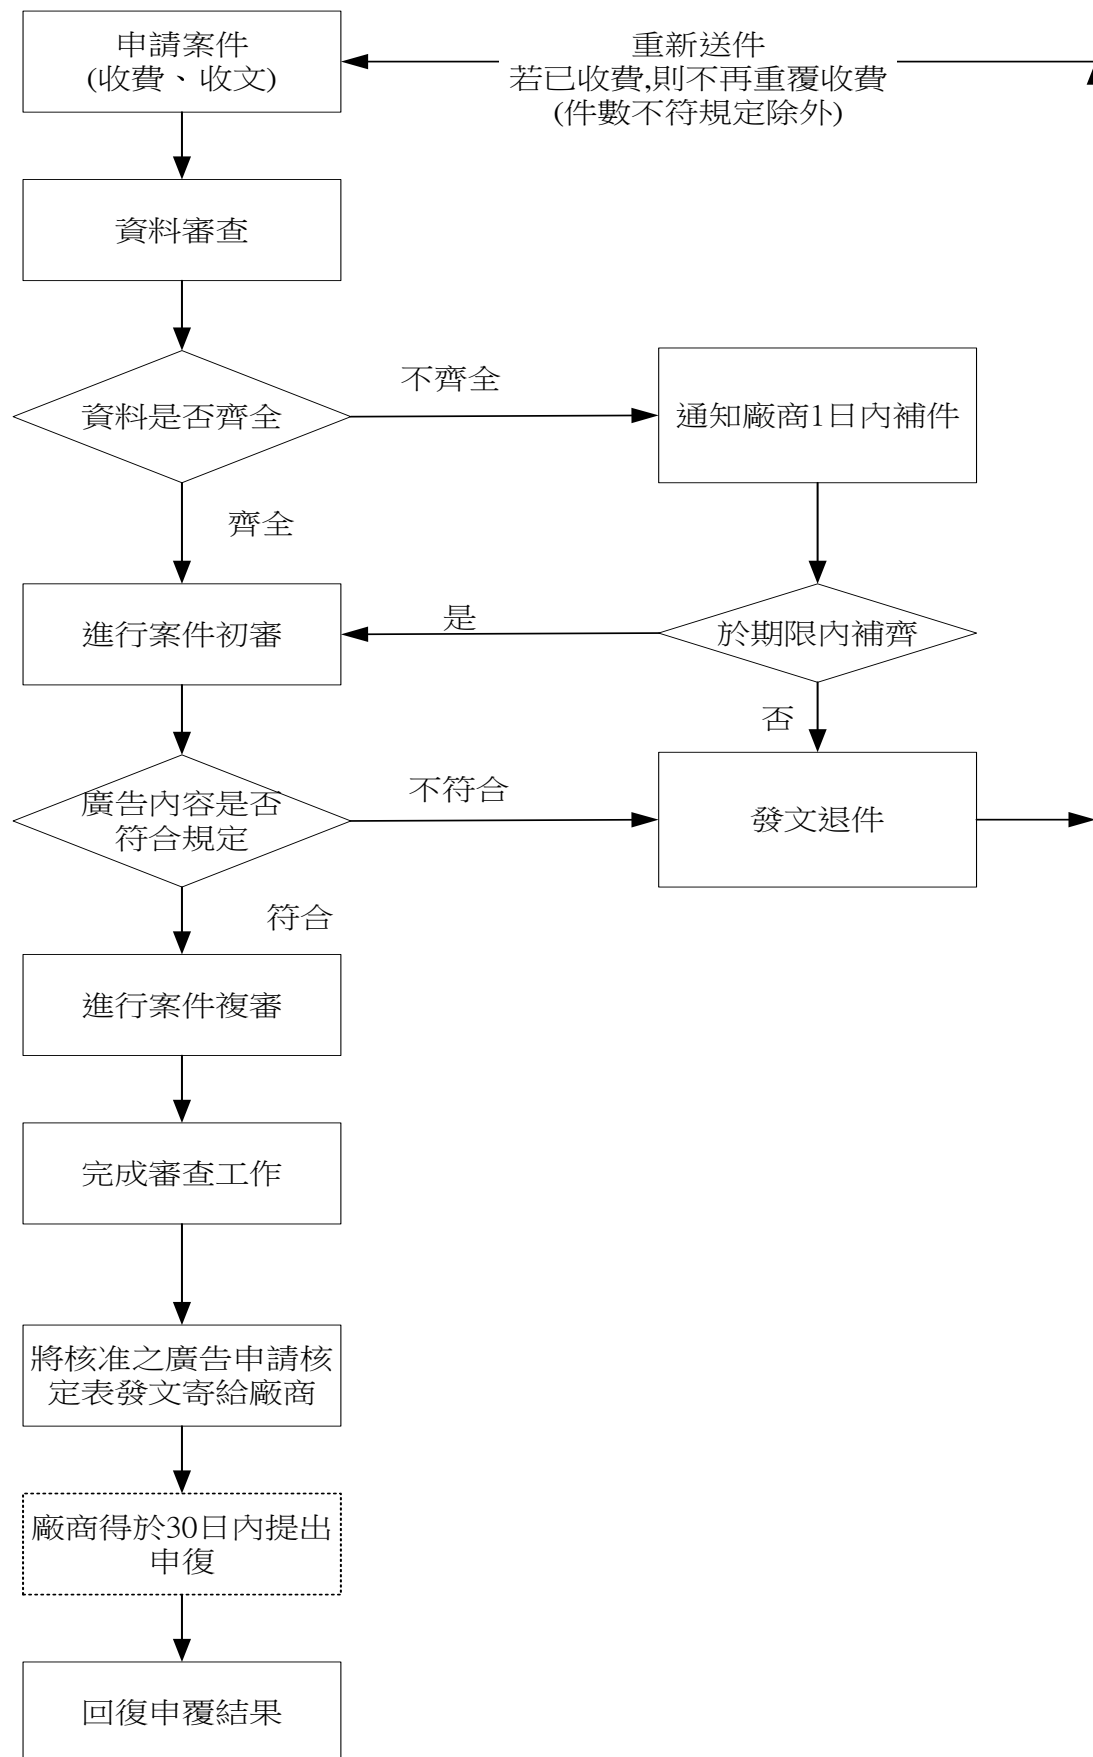 申請案件
(收費、收文)
重新送件
若已收費,則不再重覆收費
(件數不符規定除外)
資料審查
資料是否齊全
不齊全
通知廠商1日內補件
齊全
進行案件初審
是
於期限內補齊
否
廣告內容是否
符合規定
不符合
發文退件
符合
進行案件複審
完成審查工作
將核准之廣告申請核
定表發文寄給廠商
廠商得於30日內提出
申復
回復申覆結果